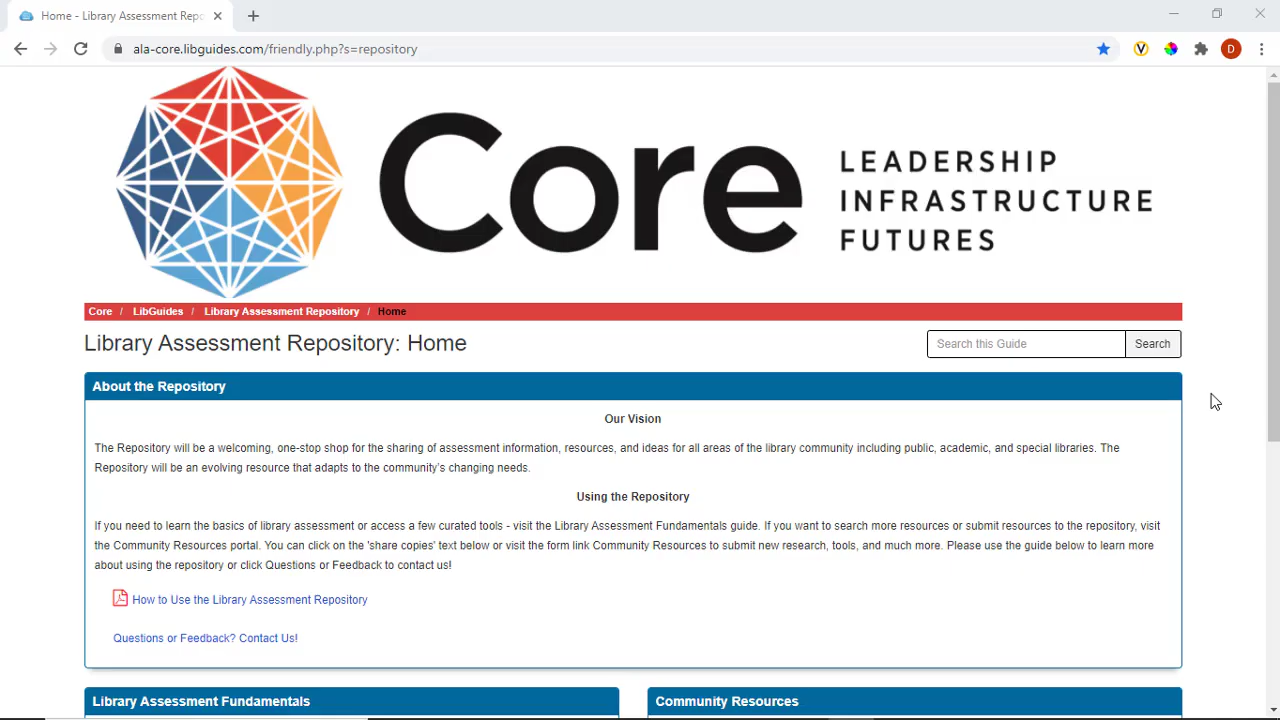 Home - Library Assessment Repo
ala-core.libguides.com/friendly.php?s=repository
V
D
Core
LEADERSHIP
INFRASTRUCTURE
FUTURES
Core / LibGuides / Library Assessment Repository / Home
Library Assessment Repository: Home
Search this Guide
Search
About the Repository
Our Vision
The Repository will be a welcoming, one-stop shop for the sharing of assessment information, resources, and ideas for all areas of the library community including public, academic, and special libraries. The
Repository will be an evolving resource that adapts to the community's changing needs.
Using the Repository
If you need to learn the basics of library assessment or access a few curated tools - visit the Library Assessment Fundamentals guide. If you want to search more resources or submit resources to the repository, visit
the Community Resources portal. You can click on the 'share copies' text below or visit the form link Community Resources to submit new research, tools, and much more. Please use the guide below to learn more
about using the repository or click Questions or Feedback to contact us!
How to Use the Library Assessment Repository
Questions or Feedback? Contact Us!
Library Assessment Fundamentals
Community Resources